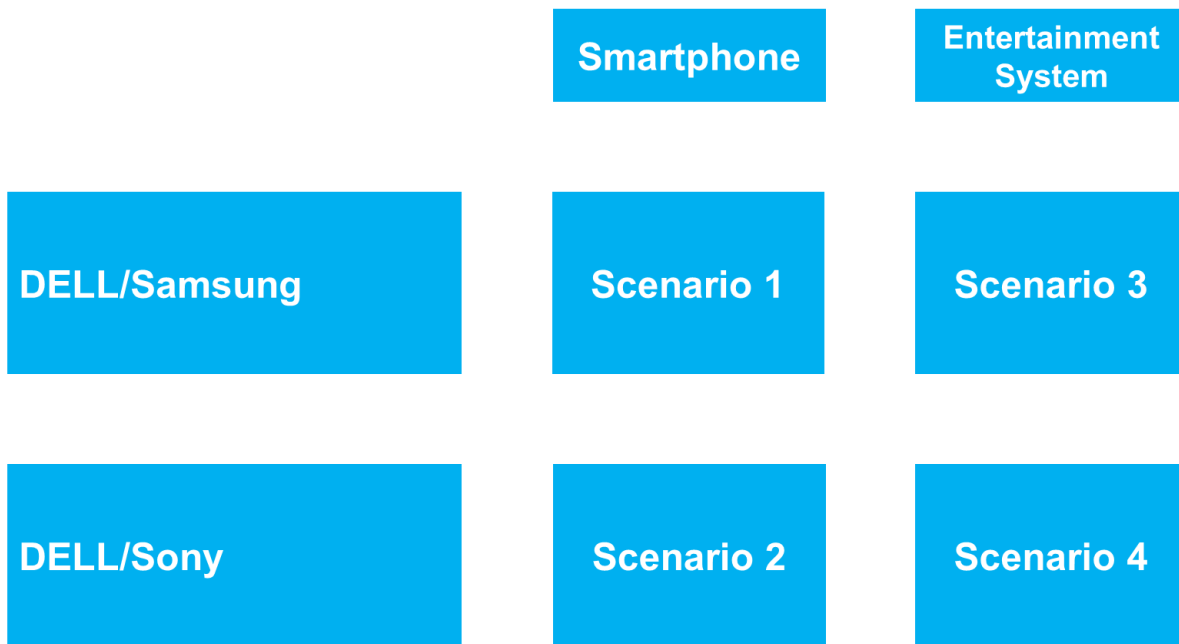 Smartphone
Entertainment
System
DELL/Samsung
Scenario 1
Scenario 3
DELL/Sony
Scenario 2
Scenario 4